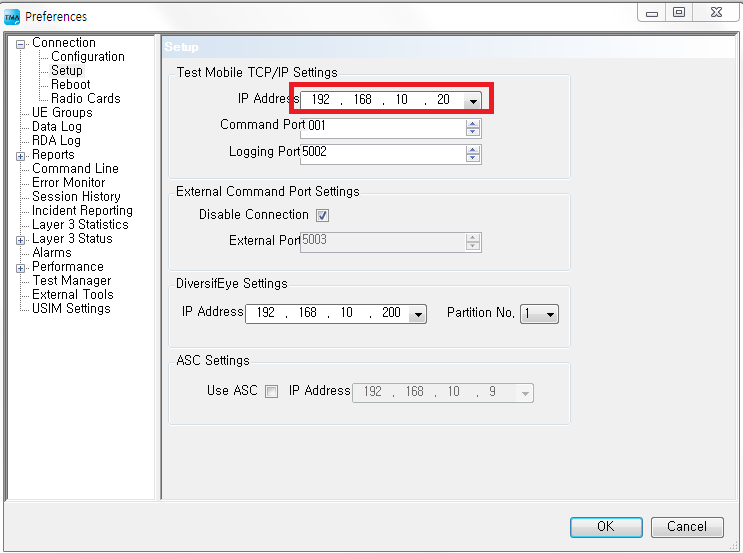 TMA Preferences
Connection
Configuration
Setup
Reboot
Radio Cards
UE Groups
Data Log
RDA Log
Reports
Command Line
Error Monitor
Session History
Incident Reporting
Layer 3 Statistics
Layer 3 Status
Alarms
Performance
Test Manager
External Tools
USIM Settings
Setup
Test Mobile TCP/IP Settings
IP Address 192 . 168 . 10 . 20
Command Port 001
Logging Port 5002
External Command Port Settings
Disable Connection
External Port 5003
DiversifEye Settings
IP Address 192 . 168 . 10 . 200 Partition No. 1
ASC Settings
Use ASC IP Address 192 . 168 . 10 . 9
OK Cancel